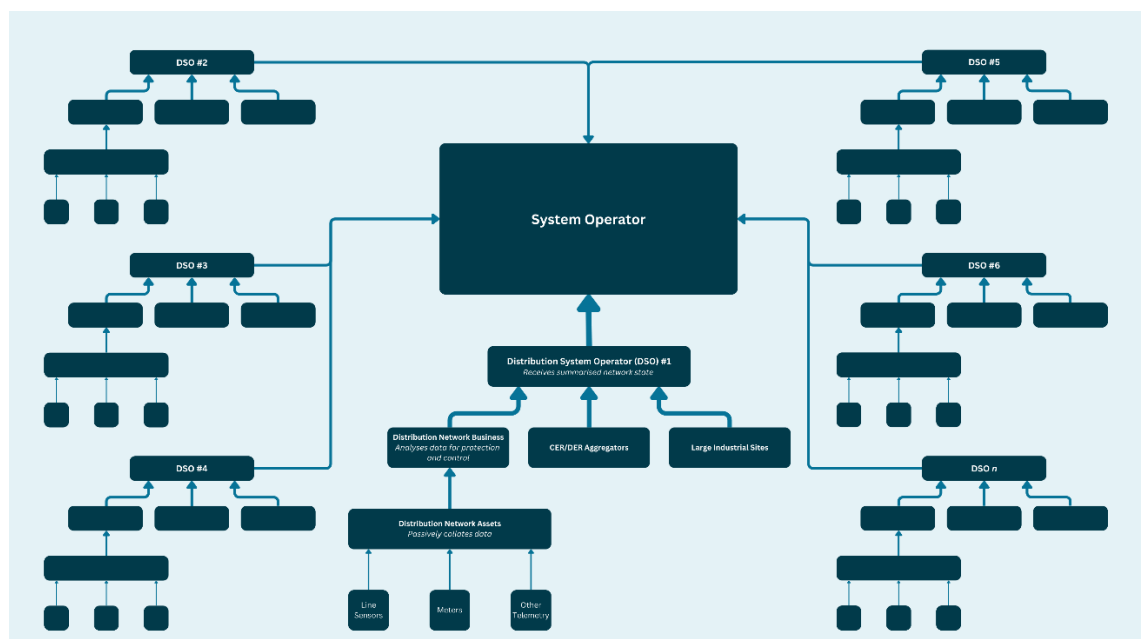 DSO #2
DSO #5
System Operator
DSO #3
DSO #6
Distribution System Operator (DSO) #1
Receives summarised network state
Distribution Network Business
Analyses data for protection
and control
CER/DER Aggregators
Large Industrial Sites
DSO #4
DSO n
Distribution Network Assets
Passively collates data
Line
Sensors
Meters
Other
Telemetry